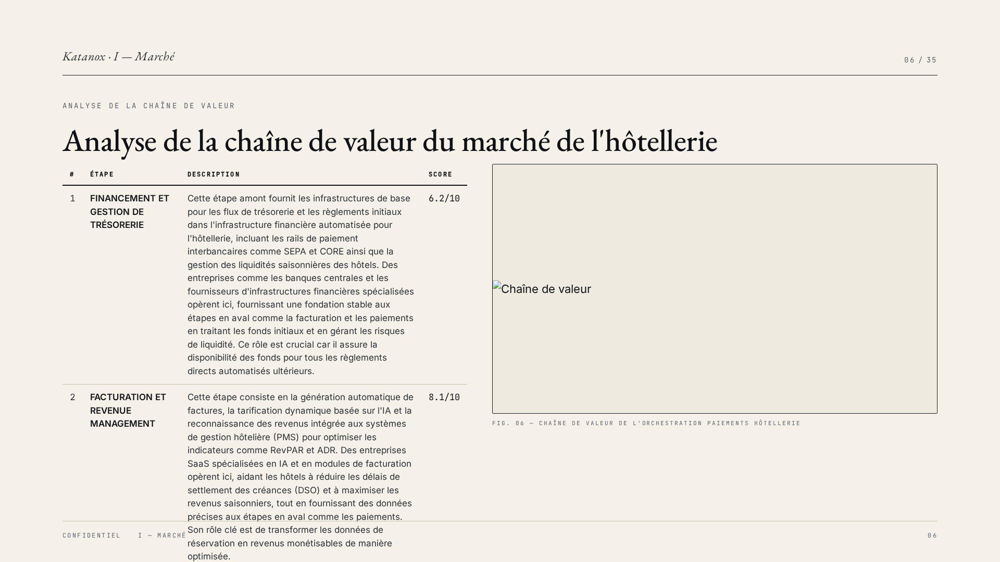 Katanox · I — Marché
06 / 35
ANALYSE DE LA CHAÎNE DE VALEUR
Analyse de la chaîne de valeur du marché de l'hôtellerie
# ÉTAPE DESCRIPTION SCORE
1 FINANCEMENT ET GESTION DE TRÉSORERIE
Cette étape amont fournit les infrastructures de base
pour les flux de trésorerie et les règlements initiaux
dans l'infrastructure financière automatisée pour
l'hôtellerie, incluant les rails de paiement
interbancaires comme SEPA et CORE ainsi que la
gestion des liquidités saisonnières des hôtels. Des
entreprises comme les banques centrales et les
fournisseurs d'infrastructures financières spécialisées
opèrent ici, fournissant une fondation stable aux
étapes en aval comme la facturation et les paiements
en traitant les fonds initiaux et en gérant les risques
de liquidité. Ce rôle est crucial car il assure la
disponibilité des fonds pour tous les règlements
directs automatisés ultérieurs.
6.2/10
2 FACTURATION ET REVENUE MANAGEMENT
Cette étape consiste en la génération automatique de
factures, la tarification dynamique basée sur l'IA et la
reconnaissance des revenus intégrée aux systèmes
de gestion hôtelière (PMS) pour optimiser les
indicateurs comme RevPAR et ADR. Des entreprises
SaaS spécialisées en IA et en modules de facturation
opèrent ici, aidant les hôtels à réduire les délais de
settlement des créances (DSO) et à maximiser les
revenus saisonniers, tout en fournissant des données
précises aux étapes en aval comme les paiements.
Son rôle clé est de transformer les données de
réservation en revenus monétisables de manière
optimisée.
8.1/10
Chaîne de valeur
FIG. 06 — CHAÎNE DE VALEUR DE L'ORCHESTRATION PAIEMENTS HÔTELLERIE
CONFIDENTIEL I — MARCHÉ
06